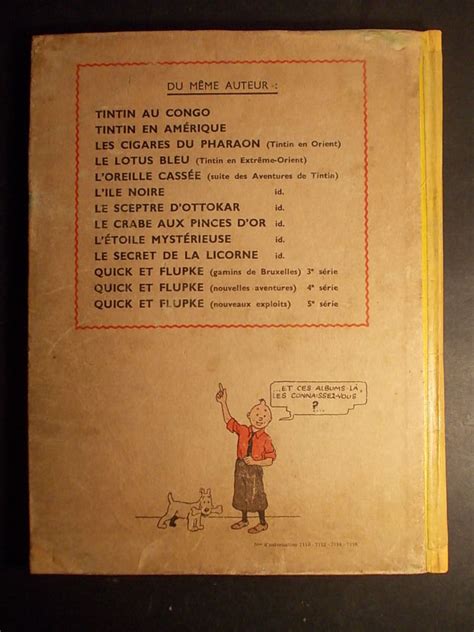 DU MÊME AUTEUR :
TINTIN AU CONGO
TINTIN EN AMÉRIQUE
LES CIGARES DU PHARAON (Tintin en Orient)
LE LOTUS BLEU (Tintin en Extrême-Orient)
L'OREILLE CASSÉE (suite des Aventures de Tintin)
L'ILE NOIRE id.
LE SCEPTRE D'OTTOKAR id.
LE CRABE AUX PINCES D'OR id.
L'ÉTOILE MYSTÉRIEUSE id.
LE SECRET DE LA LICORNE id.
QUICK ET FLUPKE (gamins de Bruxelles) 3e série
QUICK ET FLUPKE (nouvelles aventures) 4e série
QUICK ET FLUPKE (nouveaux exploits) 5e série
...ET CES ALBUMS-LÀ,
LES CONNAISSEZ-VOUS
?...
d'autorisation